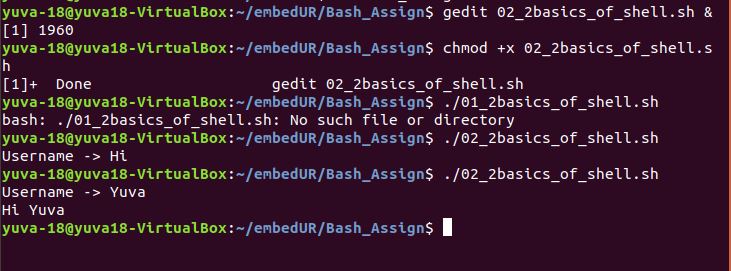 yuva-18@yuva18-VirtualBox:~/embedUR/Bash_Assign$ gedit 02_2basics_of_shell.sh &
[1] 1960
yuva-18@yuva18-VirtualBox:~/embedUR/Bash_Assign$ chmod +x 02_2basics_of_shell.s
h
[1]+  Done                    gedit 02_2basics_of_shell.sh
yuva-18@yuva18-VirtualBox:~/embedUR/Bash_Assign$ ./01_2basics_of_shell.sh
bash: ./01_2basics_of_shell.sh: No such file or directory
yuva-18@yuva18-VirtualBox:~/embedUR/Bash_Assign$ ./02_2basics_of_shell.sh
Username -> Hi
yuva-18@yuva18-VirtualBox:~/embedUR/Bash_Assign$ ./02_2basics_of_shell.sh
Username -> Yuva
Hi Yuva
yuva-18@yuva18-VirtualBox:~/embedUR/Bash_Assign$